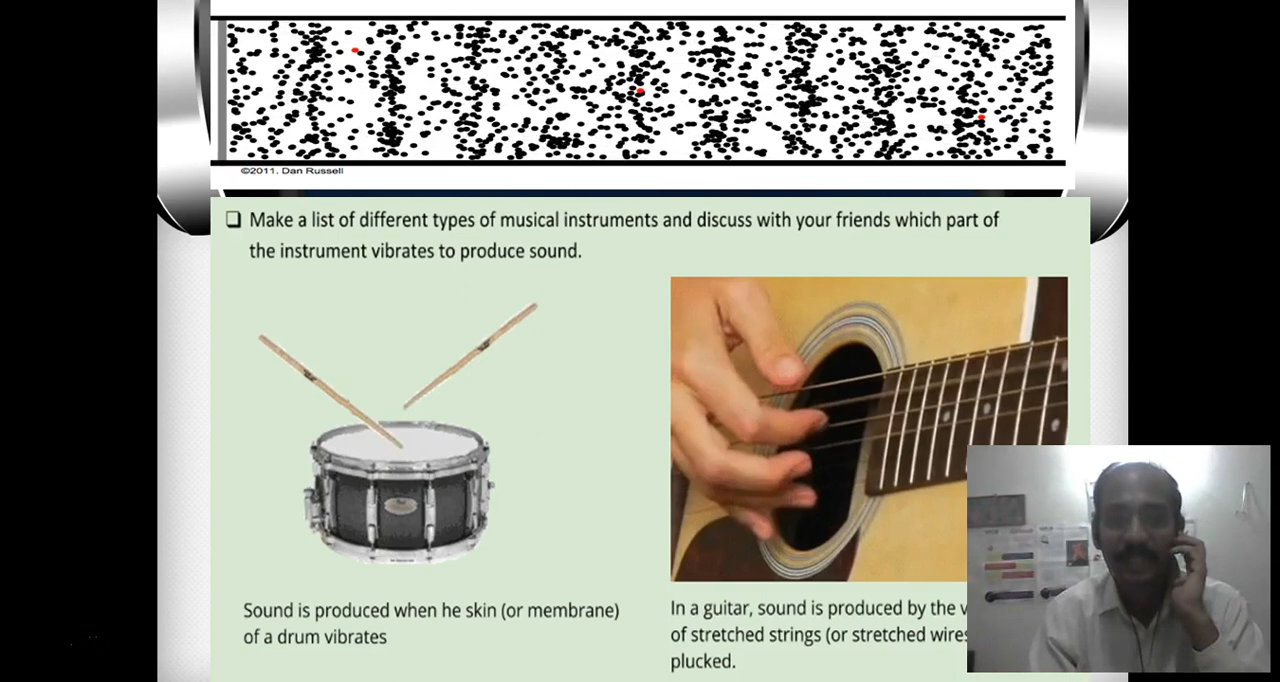 ©2011. Dan Russell
❑ Make a list of different types of musical instruments and discuss with your friends which part of
the instrument vibrates to produce sound.
Sound is produced when he skin (or membrane)
of a drum vibrates
In a guitar, sound is produced by the
of stretched strings (or stretched wires
plucked.